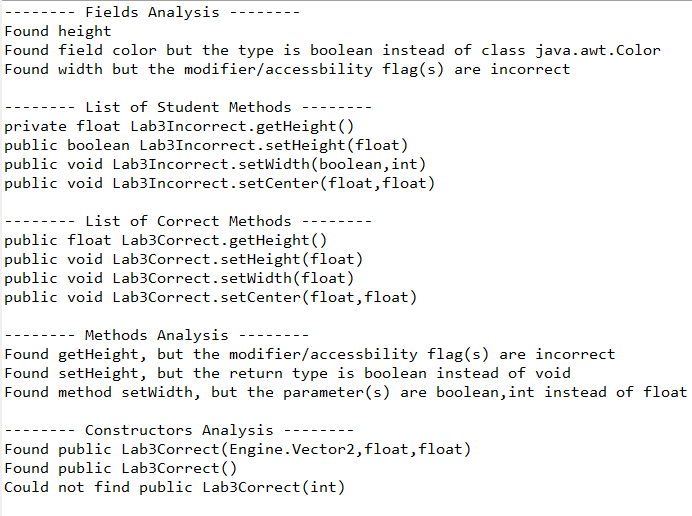 -------- Fields Analysis --------
Found height
Found field color but the type is boolean instead of class java.awt.Color
Found width but the modifier/accessbility flag(s) are incorrect
-------- List of Student Methods --------
private float Lab3Incorrect.getHeight()
public boolean Lab3Incorrect.setHeight(float)
public void Lab3Incorrect.setWidth(boolean,int)
public void Lab3Incorrect.setCenter(float,float)
-------- List of Correct Methods --------
public float Lab3Correct.getHeight()
public void Lab3Correct.setHeight(float)
public void Lab3Correct.setWidth(float)
public void Lab3Correct.setCenter(float,float)
-------- Methods Analysis --------
Found getHeight, but the modifier/accessbility flag(s) are incorrect
Found setHeight, but the return type is boolean instead of void
Found method setWidth, but the parameter(s) are boolean,int instead of float
-------- Constructors Analysis --------
Found public Lab3Correct(Engine.Vector2,float,float)
Found public Lab3Correct()
Could not find public Lab3Correct(int)